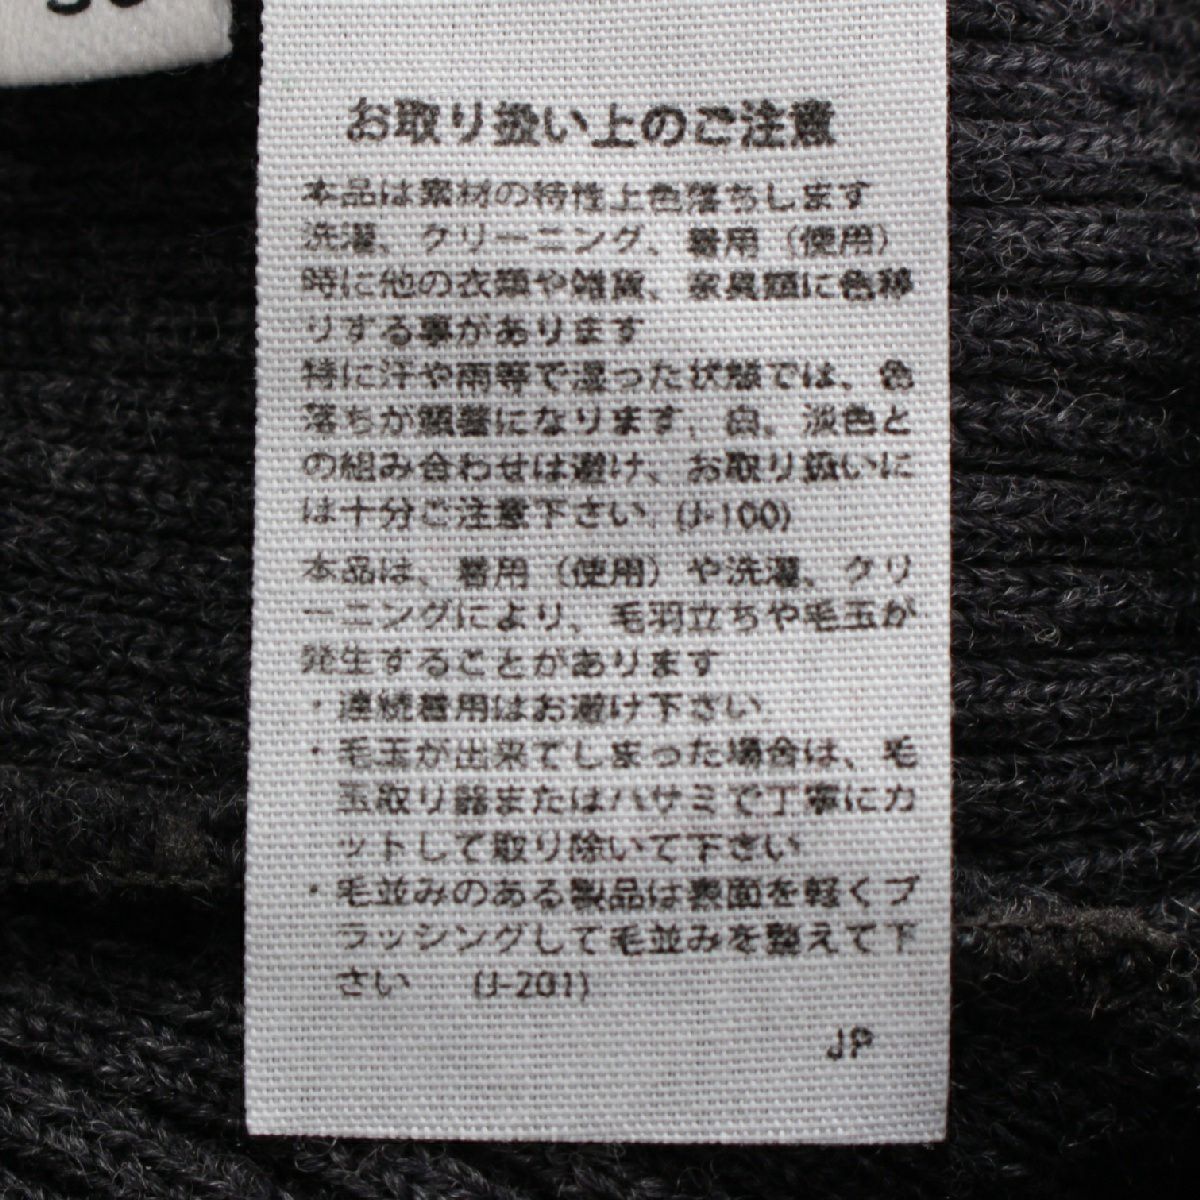 お取り扱い上のご注意
本品は素材の特性上色落ちします
洗濯、クリーニング、着用（使用）
時に他の衣類や雑貨、家具類に色移
りする事があります
特に汗や雨等で湿った状態では、色
落ちが顕著になります。白。淡色と
の組み合わせは避け、お取り扱いに
は十分ご注意下さい。(J-100)
本品は、着用（使用）や洗濯、クリ
ーニングにより、毛羽立ちや毛玉が
発生することがあります
・連続着用はお避け下さい.
・毛玉が出来てしまった場合は、毛
玉取り器またはハサミで丁寧にカ
ットして取り除いて下さい
・毛並みのある製品は表面を軽くブ
ラッシングして毛並みを整えて下
さい (J-201)
JP